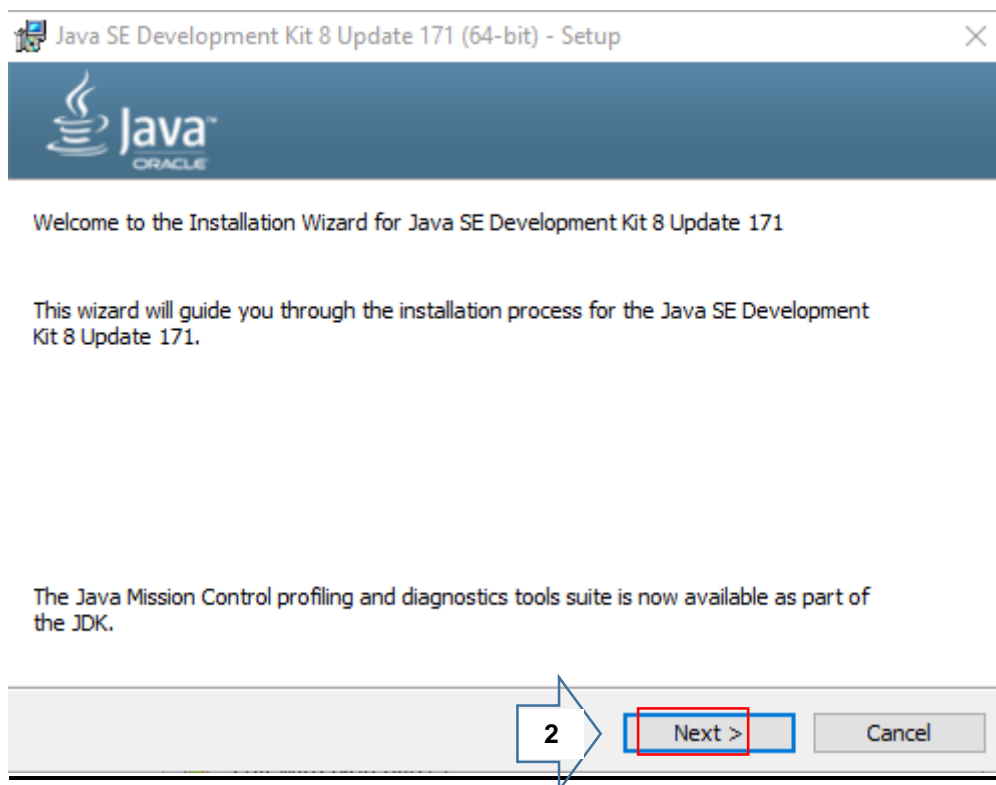 Java SE Development Kit 8 Update 171 (64-bit) - Setup
Java™
ORACLE
Welcome to the Installation Wizard for Java SE Development Kit 8 Update 171
This wizard will guide you through the installation process for the Java SE Development
Kit 8 Update 171.
The Java Mission Control profiling and diagnostics tools suite is now available as part of
the JDK.
2
Next >
Cancel